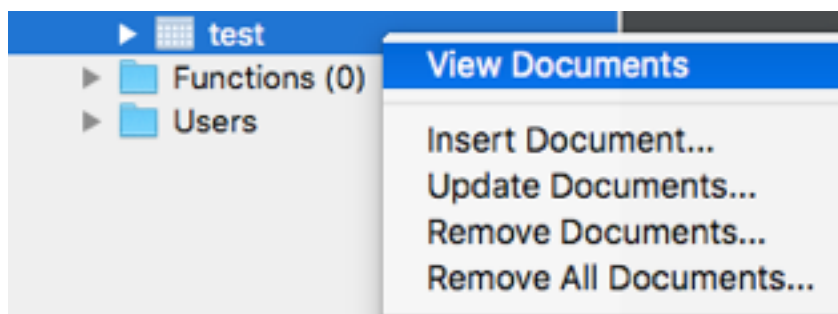 test
Functions (0)
Users
View Documents
Insert Document...
Update Documents...
Remove Documents...
Remove All Documents...